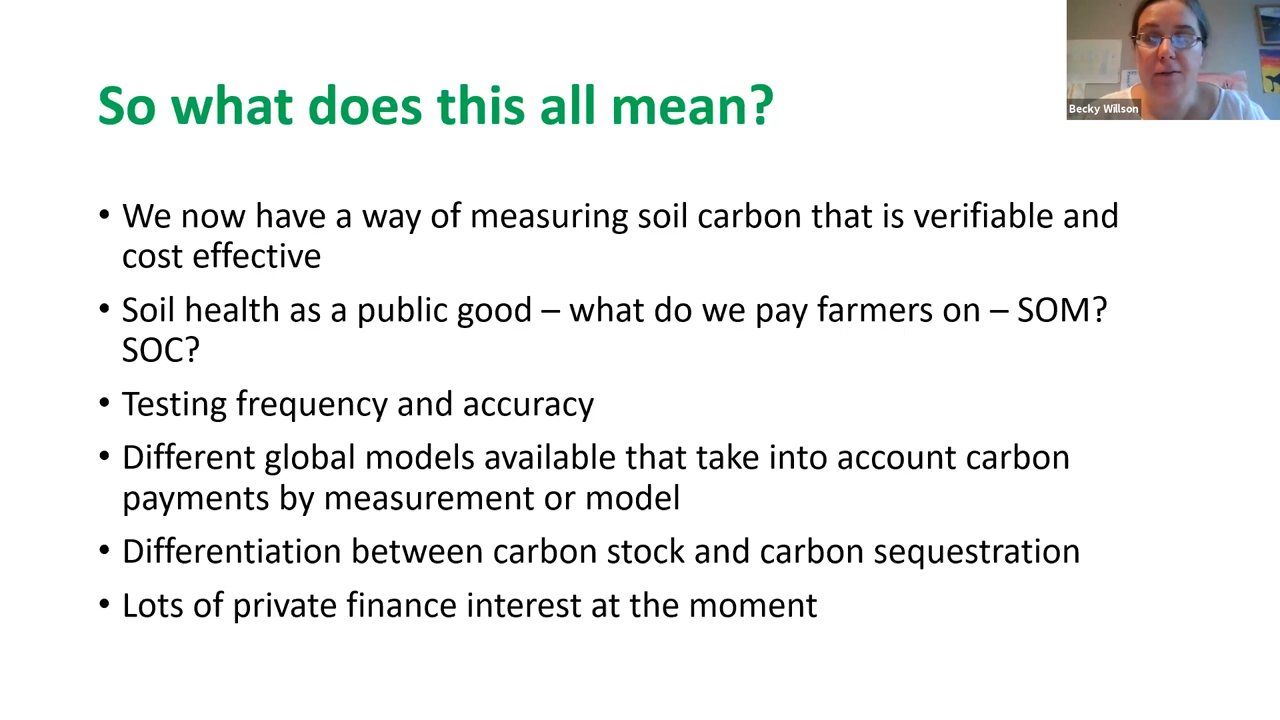 So what does this all mean?
Becky Willson
• We now have a way of measuring soil carbon that is verifiable and
cost effective
• Soil health as a public good – what do we pay farmers on – SOM?
SOC?
• Testing frequency and accuracy
• Different global models available that take into account carbon
payments by measurement or model
• Differentiation between carbon stock and carbon sequestration
• Lots of private finance interest at the moment